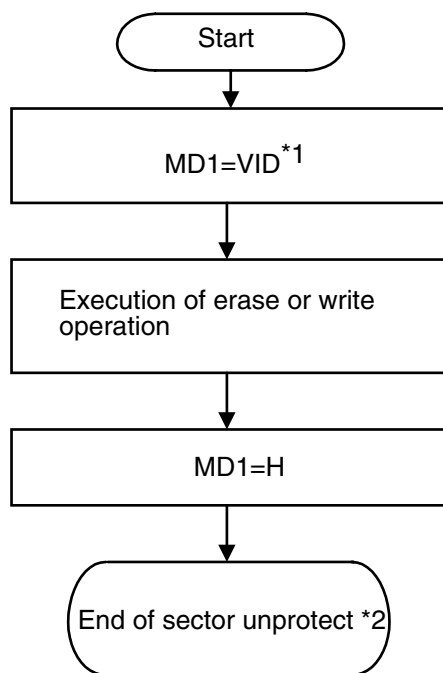 Start
MD1=VID*1
Execution of erase or write
operation
MD1=H
End of sector unprotect *2